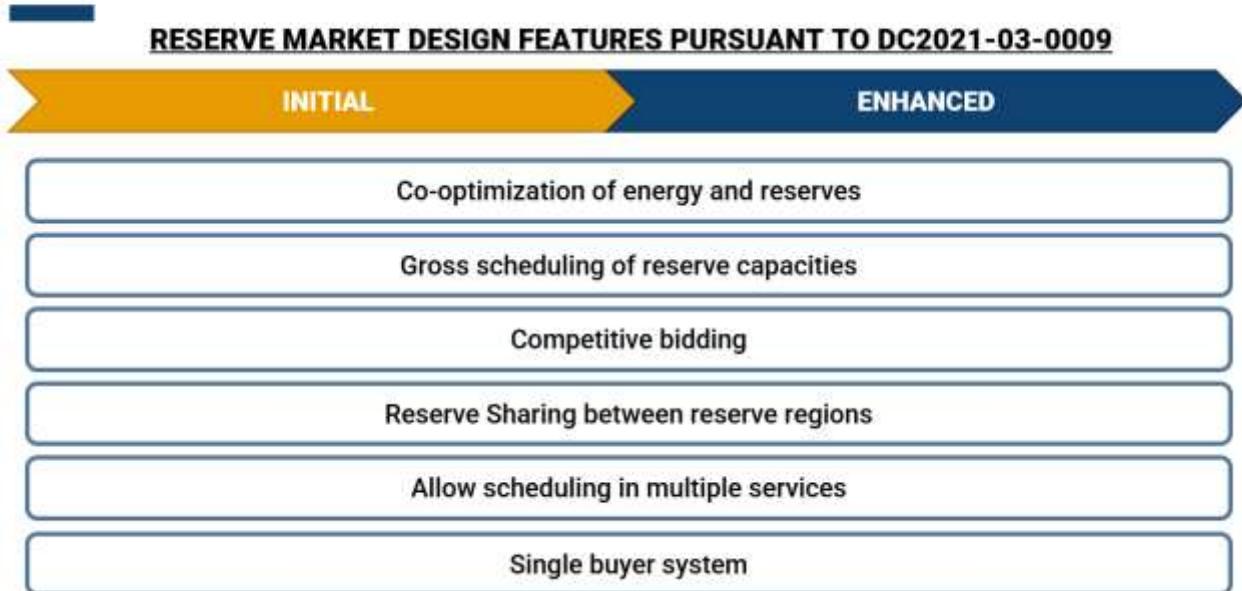 RESERVE MARKET DESIGN FEATURES PURSUANT TO DC2021-03-0009
INITIAL
ENHANCED
Co-optimization of energy and reserves
Gross scheduling of reserve capacities
Competitive bidding
Reserve Sharing between reserve regions
Allow scheduling in multiple services
Single buyer system